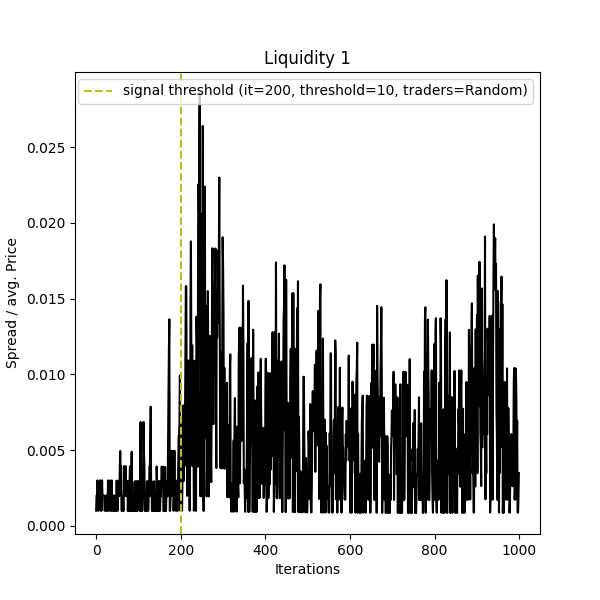 Liquidity 1
signal threshold (it=200, threshold=10, traders=Random)
0.025
0.020
0.015
0.010
0.005
0.000
Spread / avg. Price
0 200 400 600 800 1000
Iterations